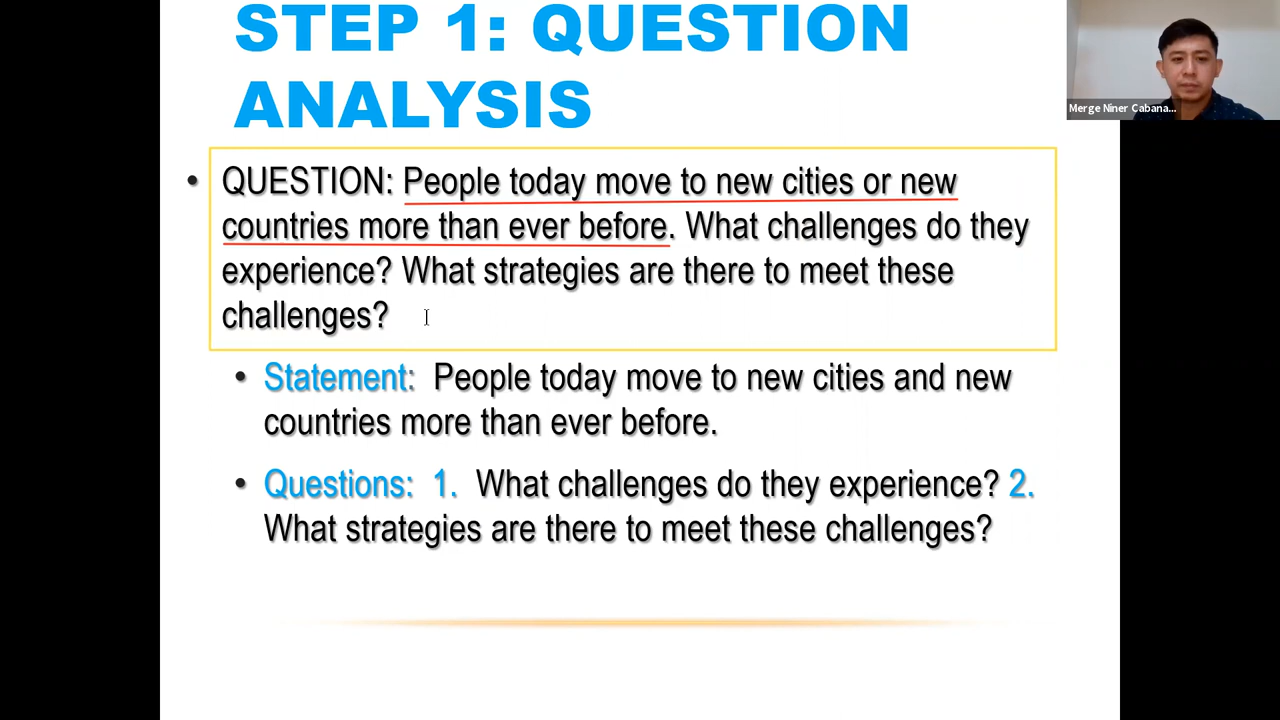 STEP 1: QUESTION
ANALYSIS
Merge Niner Cabana...
• QUESTION: People today move to new cities or new
countries more than ever before. What challenges do they
experience? What strategies are there to meet these
challenges?
• Statement: People today move to new cities and new
countries more than ever before.
• Questions: 1. What challenges do they experience? 2.
What strategies are there to meet these challenges?